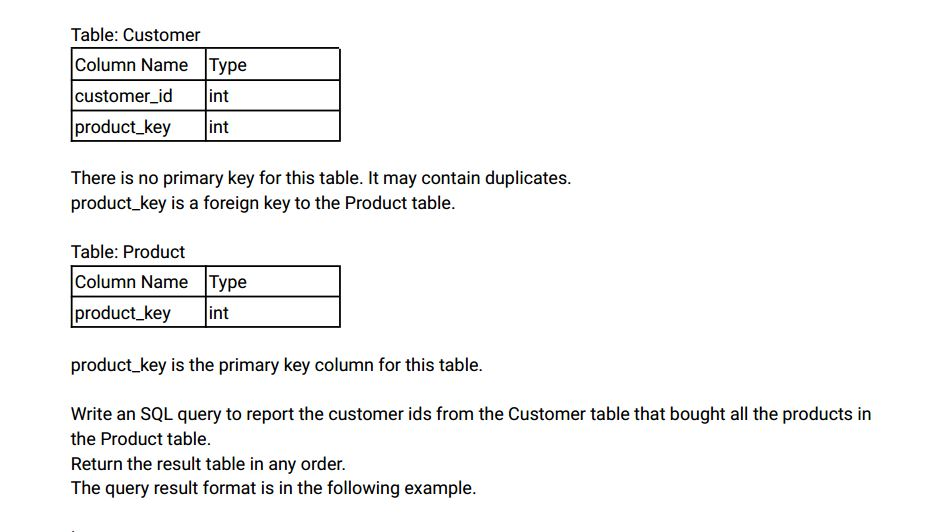 Table: Customer
Column Name Type
customer_id int
product_key int
There is no primary key for this table. It may contain duplicates.
product_key is a foreign key to the Product table.
Table: Product
Column Name Type
product_key int
product_key is the primary key column for this table.
Write an SQL query to report the customer ids from the Customer table that bought all the products in
the Product table.
Return the result table in any order.
The query result format is in the following example.